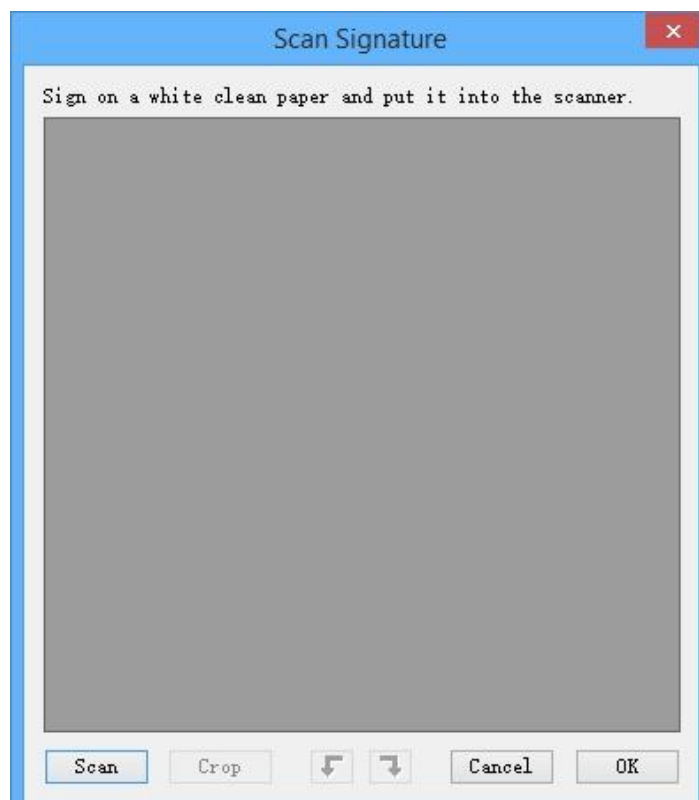 Scan Signature
Sign on a white clean paper and put it into the scanner.
Scan Crop Cancel OK